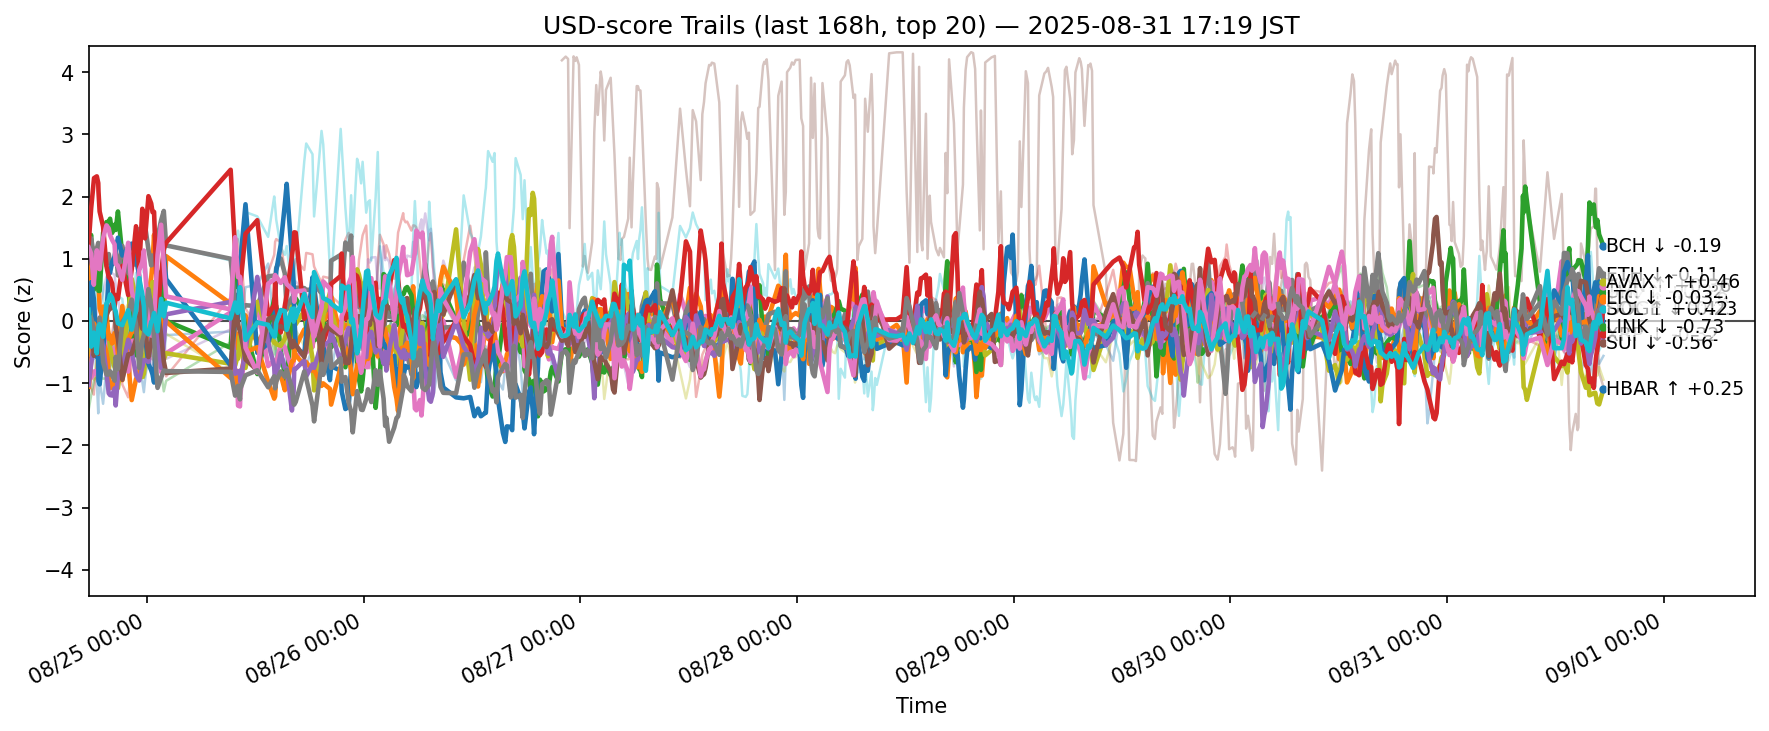 USD-score Trails (last 168h, top 20) — 2025-08-31 17:19 JST
Score (z)
4
3
2
1
0
−1
−2
−3
−4
BCH ↓ -0.19
AVAX ↑ +0.46
LTC ↓ -0.03
LINK ↓ -0.73
SUI ↓ -0.56
HBAR ↑ +0.25
08/25 00:00
08/26 00:00
08/27 00:00
08/28 00:00
08/29 00:00
08/30 00:00
08/31 00:00
09/01 00:00
Time